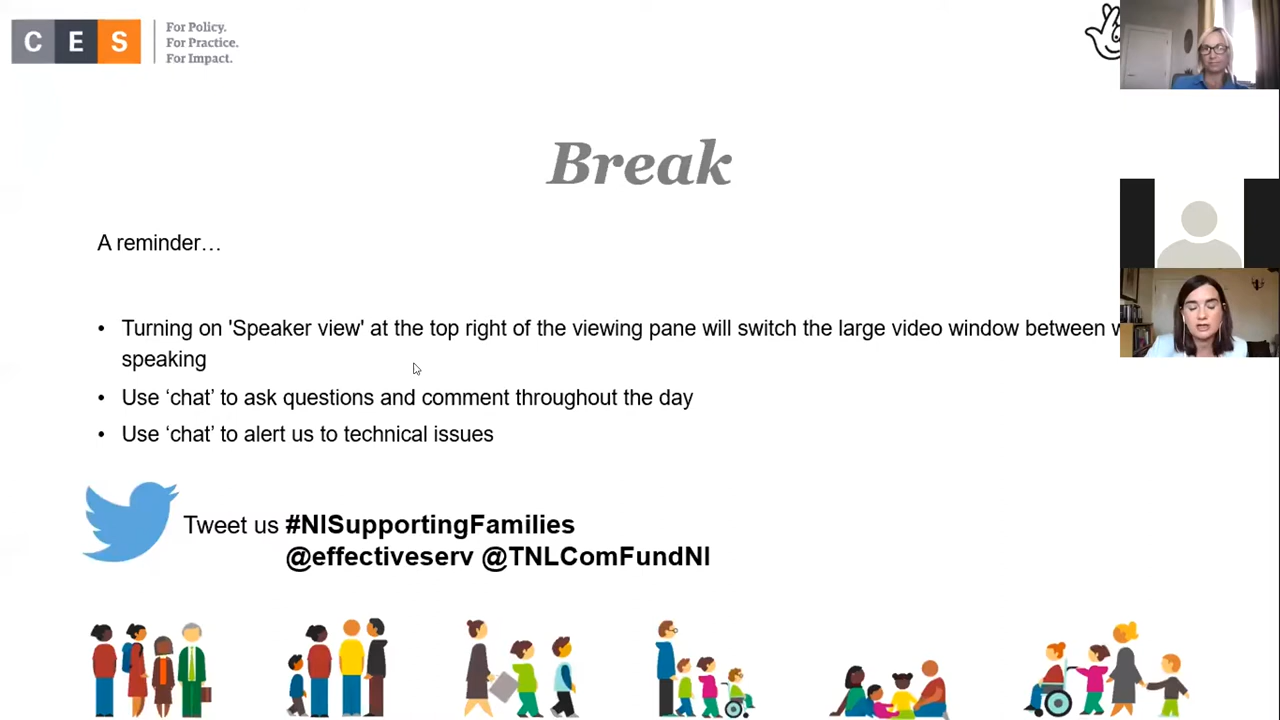 C E S
For Policy.
For Practice.
For Impact.
Break
A reminder…
• Turning on 'Speaker view' at the top right of the viewing pane will switch the large video window between
speaking
• Use ‘chat’ to ask questions and comment throughout the day
• Use ‘chat’ to alert us to technical issues
Tweet us #NISupportingFamilies
@effectiveserv @TNLComFundNI